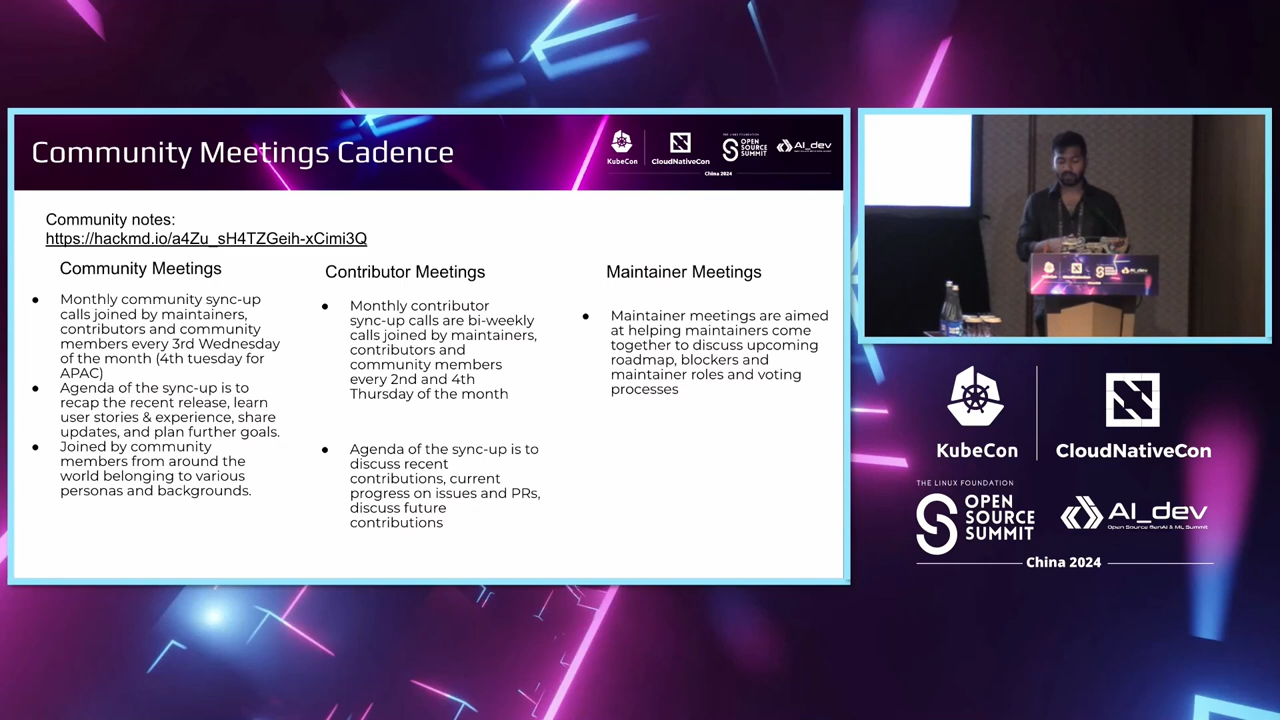 Community Meetings Cadence
KubeCon
CloudNativeCon
THE LINUX FOUNDATION
OPEN
SOURCE
SUMMIT
AI_dev
China 2024
Community notes:
https://hackmd.io/a4Zu_sH4TZGeih-xCimi3Q
Community Meetings
● Monthly community sync-up
calls joined by maintainers,
contributors and community
members every 3rd Wednesday
of the month (4th tuesday for
APAC)
● Agenda of the sync-up is to
recap the recent release, learn
user stories & experience, share
updates, and plan further goals.
● Joined by community
members from around the
world belonging to various
personas and backgrounds.
Contributor Meetings
● Monthly contributor
sync-up calls are bi-weekly
calls joined by maintainers,
contributors and
community members
every 2nd and 4th
Thursday of the month
● Agenda of the sync-up is to
discuss recent
contributions, current
progress on issues and PRs,
discuss future
contributions
Maintainer Meetings
● Maintainer meetings are aimed
at helping maintainers come
together to discuss upcoming
roadmap, blockers and
maintainer roles and voting
processes
KubeCon
CloudNativeCon
THE LINUX FOUNDATION
OPEN
SOURCE
SUMMIT
AI_dev
Open Source GenAI & ML Summit
China 2024